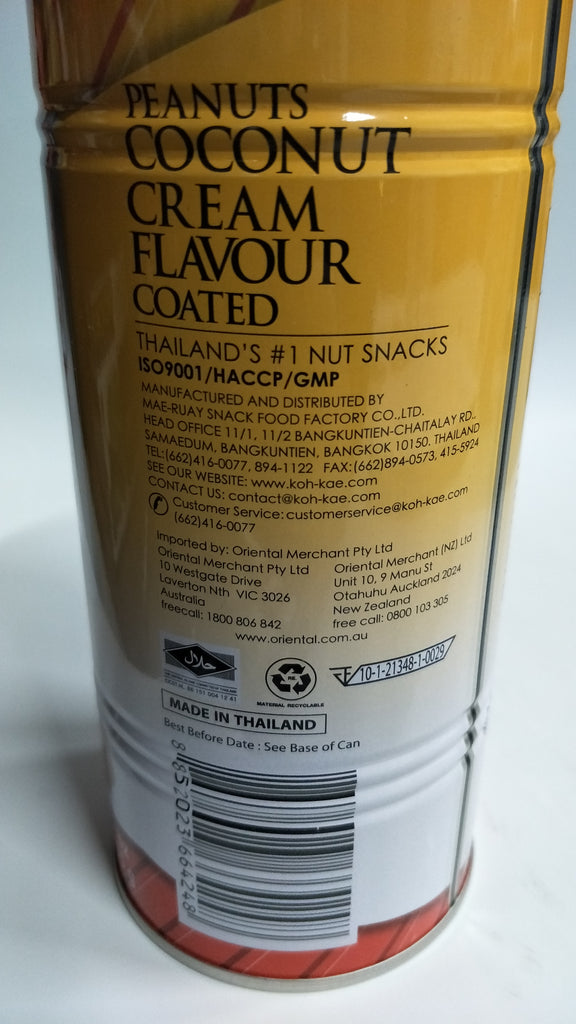 PEANUTS
COCONUT
CREAM
FLAVOUR
COATED
THAILAND'S #1 NUT SNACKS
ISO9001/HACCP/GMP
MANUFACTURED AND DISTRIBUTED BY
MAE-RUAY SNACK FOOD FACTORY CO.,LTD.
HEAD OFFICE 11/1, 11/2 BANGKUNTIEN-CHAITALAY RD.,
SAMAEDUM, BANGKUNTIEN, BANGKOK 10150. THAILAND
TEL:(662)416-0077, 894-1122 FAX:(662)894-0573, 415-5924
SEE OUR WEBSITE: www.koh-kae.com
CONTACT US: contact@koh-kae.com
Customer Service: customerservice@koh-kae.com
(662)416-0077
Imported by: Oriental Merchant Pty Ltd
Oriental Merchant Pty Ltd
10 Westgate Drive
Laverton Nth VIC 3026
Australia
freecall: 1800 806 842
Oriental Merchant (NZ) Ltd
Unit 10, 9 Manu St
Otahuhu Auckland 2024
New Zealand
free call: 0800 103 305
www.oriental.com.au
حلال
RE
MATERIAL RECYCLABLE
10-1-21348-1-0029
MADE IN THAILAND
Best Before Date : See Base of Can
8 852023 664248